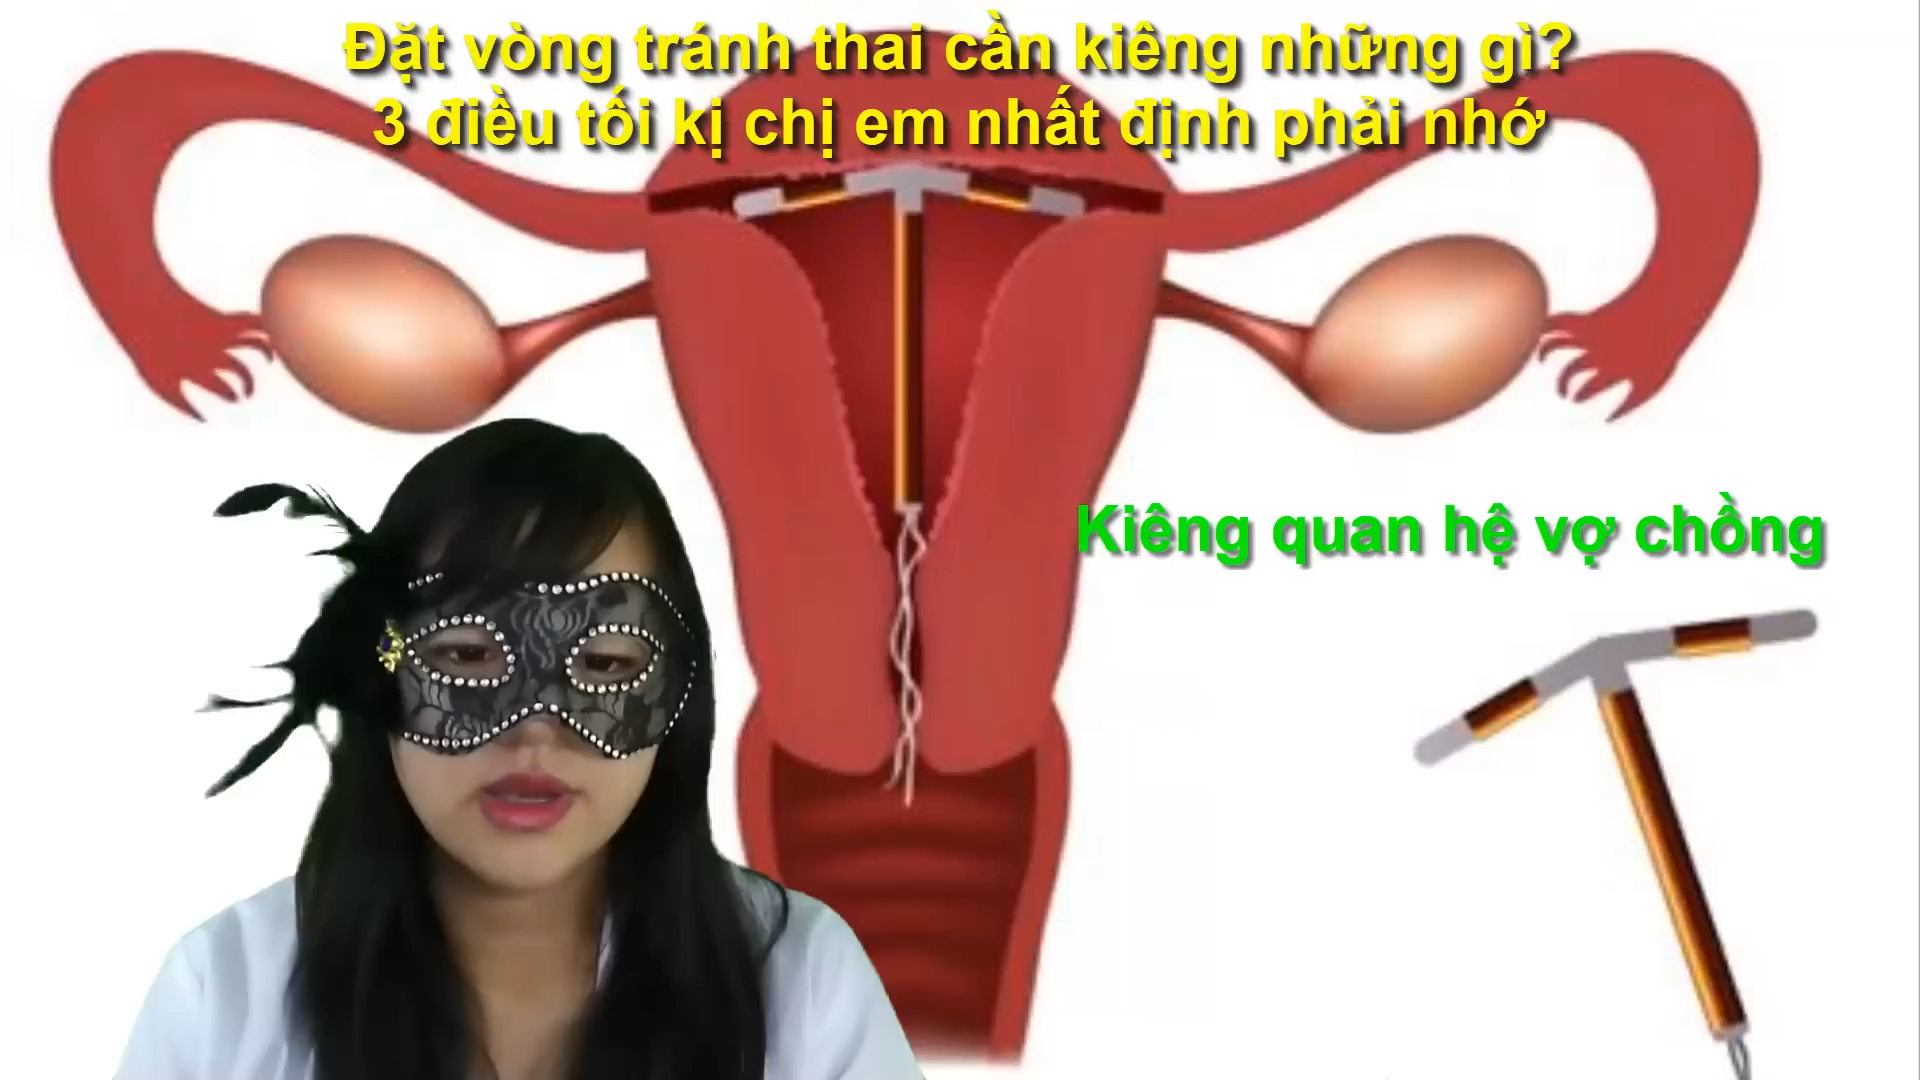 Đặt vòng tránh thai cần kiêng những gì?
3 điều tối kị chị em nhất định phải nhớ
Kiêng quan hệ vợ chồng